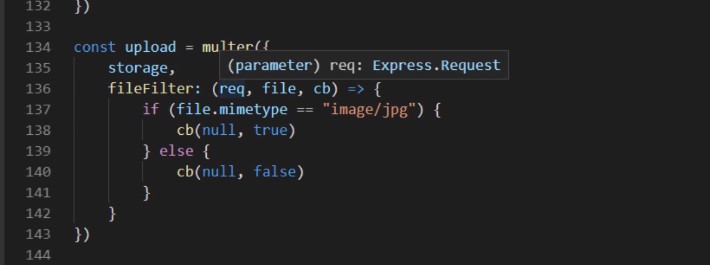 132 })
133
134 const upload = multer({
(parameter) req: Express.Request
135     storage,
136     fileFilter: (req, file, cb) => {
137         if (file.mimetype == "image/jpg") {
138             cb(null, true)
139         } else {
140             cb(null, false)
141         }
142     }
143 })
144